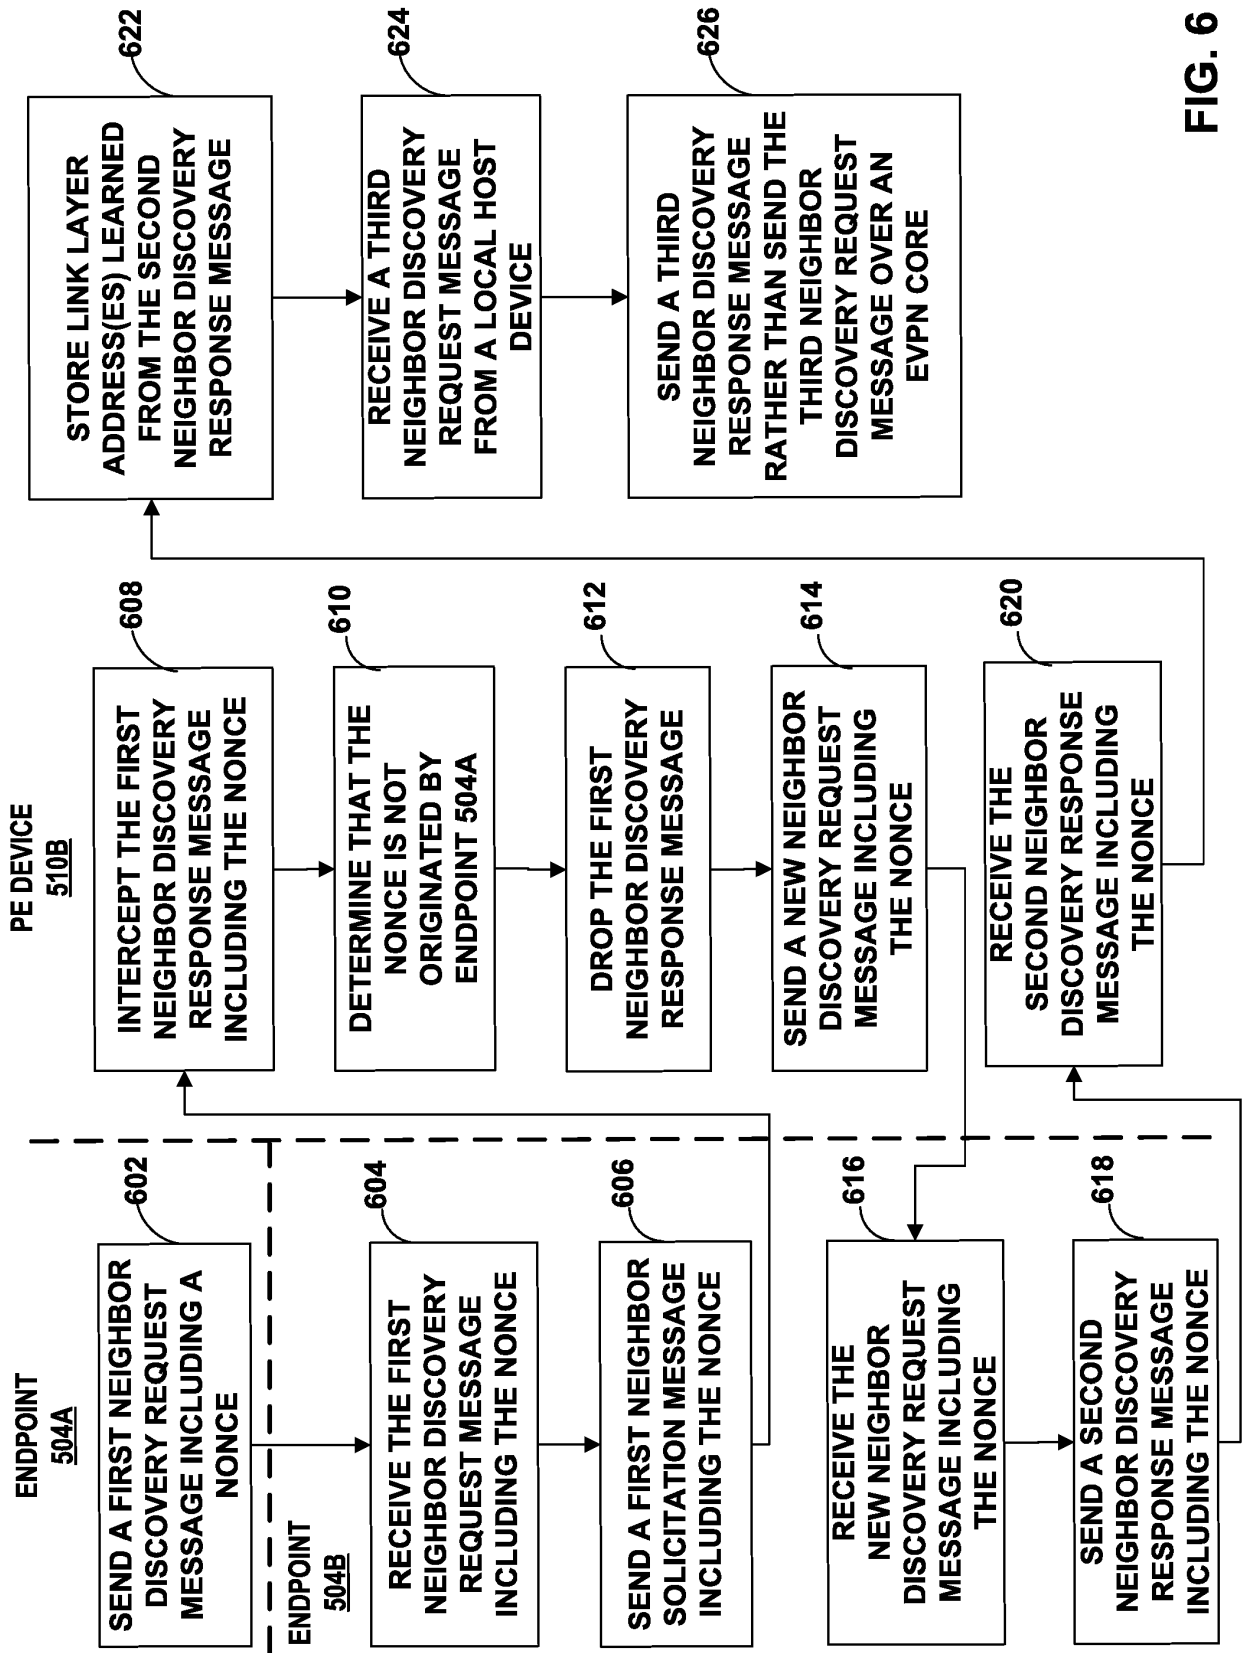 ENDPOINT
504A
SEND A FIRST NEIGHBOR
DISCOVERY REQUEST
MESSAGE INCLUDING A
NONCE
602
ENDPOINT
504B
RECEIVE THE FIRST
NEIGHBOR DISCOVERY
REQUEST MESSAGE
INCLUDING THE NONCE
604
SEND A FIRST NEIGHBOR
SOLICITATION MESSAGE
INCLUDING THE NONCE
606
RECEIVE THE
NEW NEIGHBOR
DISCOVERY REQUEST
MESSAGE INCLUDING
THE NONCE
616
SEND A SECOND
NEIGHBOR DISCOVERY
RESPONSE MESSAGE
INCLUDING THE NONCE
618
PE DEVICE
510B
INTERCEPT THE FIRST
NEIGHBOR DISCOVERY
RESPONSE MESSAGE
INCLUDING THE NONCE
608
DETERMINE THAT THE
NONCE IS NOT
ORIGINATED BY
ENDPOINT 504A
610
DROP THE FIRST
NEIGHBOR DISCOVERY
RESPONSE MESSAGE
612
SEND A NEW NEIGHBOR
DISCOVERY REQUEST
MESSAGE INCLUDING
THE NONCE
614
RECEIVE THE
SECOND NEIGHBOR
DISCOVERY RESPONSE
MESSAGE INCLUDING
THE NONCE
620
STORE LINK LAYER
ADDRESS(ES) LEARNED
FROM THE SECOND
NEIGHBOR DISCOVERY
RESPONSE MESSAGE
622
RECEIVE A THIRD
NEIGHBOR DISCOVERY
REQUEST MESSAGE
FROM A LOCAL HOST
DEVICE
624
SEND A THIRD
NEIGHBOR DISCOVERY
RESPONSE MESSAGE
RATHER THAN SEND THE
THIRD NEIGHBOR
DISCOVERY REQUEST
MESSAGE OVER AN
EVPN CORE
626
FIG. 6